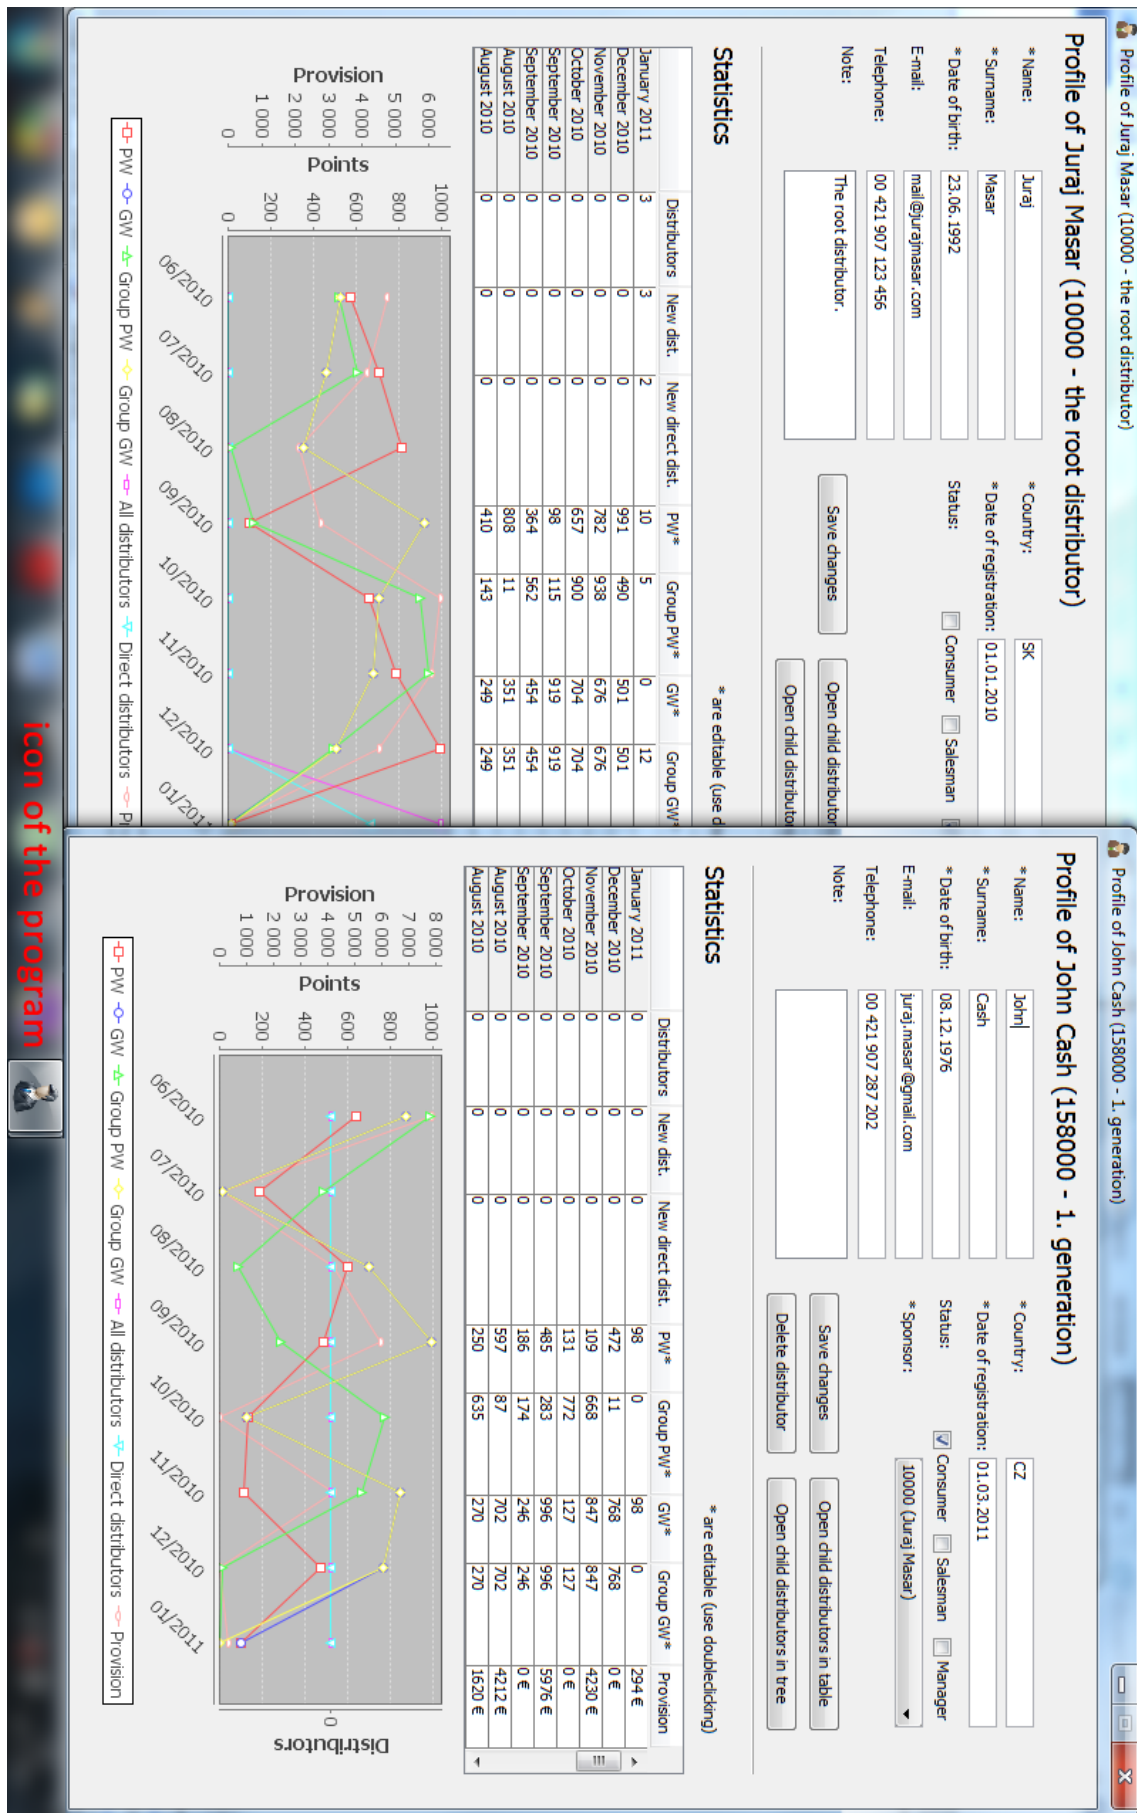 Profile of Juraj Masar (10000 - the root distributor)
Profile of Juraj Masar (10000 - the root distributor)
* Name: Juraj * Country: SK
* Surname: Masar * Date of registration: 01.01.2010
* Date of birth: 23.06.1992 Status: Consumer Salesman
E-mail: mail@jurajmasar.com
Telephone: 00 421 907 123 456
Note: The root distributor. Save changes Open child distributor
Open child distributo
Statistics * are editable (use d
Distributors New dist. New direct dist. PW* Group PW* GW* Group GW*
January 2011 3 3 2 10 5 0 12
December 2010 0 0 0 991 490 501 501
November 2010 0 0 0 782 938 676 676
October 2010 0 0 0 657 900 704 704
September 2010 0 0 0 98 115 919 919
September 2010 0 0 0 364 562 454 454
August 2010 0 0 0 808 11 351 351
August 2010 0 0 0 410 143 249 249
Provision
6 000
5 000
4 000
3 000
2 000
1 000
0
Points
1000
800
600
400
200
0
06/2010 07/2010 08/2010 09/2010 10/2010 11/2010 12/2010 01/2011
PW GW Group PW Group GW All distributors Direct distributors Pr
Profile of John Cash (158000 - 1. generation)
Profile of John Cash (158000 - 1. generation)
* Name: John * Country: CZ
* Surname: Cash * Date of registration: 01.03.2011
* Date of birth: 08.12.1976 Status: Consumer Salesman Manager
E-mail: juraj.masar@gmail.com * Sponsor: 10000 (Juraj Masar)
Telephone: 00 421 907 287 202
Note: Save changes Open child distributors in table
Delete distributor Open child distributors in tree
Statistics * are editable (use doubleclicking)
Distributors New dist. New direct dist. PW* Group PW* GW* Group GW* Provision
January 2011 0 0 0 98 0 98 0 294 €
December 2010 0 0 0 472 11 768 768 0 €
November 2010 0 0 0 109 668 847 847 4230 €
October 2010 0 0 0 131 772 127 127 0 €
September 2010 0 0 0 485 283 996 996 5976 €
September 2010 0 0 0 186 174 246 246 0 €
August 2010 0 0 0 597 87 702 702 4212 €
August 2010 0 0 0 250 635 270 270 1620 €
Provision
8 000
7 000
6 000
5 000
4 000
3 000
2 000
1 000
0
Points
1000
800
600
400
200
0
Distributors
0
06/2010 07/2010 08/2010 09/2010 10/2010 11/2010 12/2010 01/2011
PW GW Group PW Group GW All distributors Direct distributors Provision
icon of the program